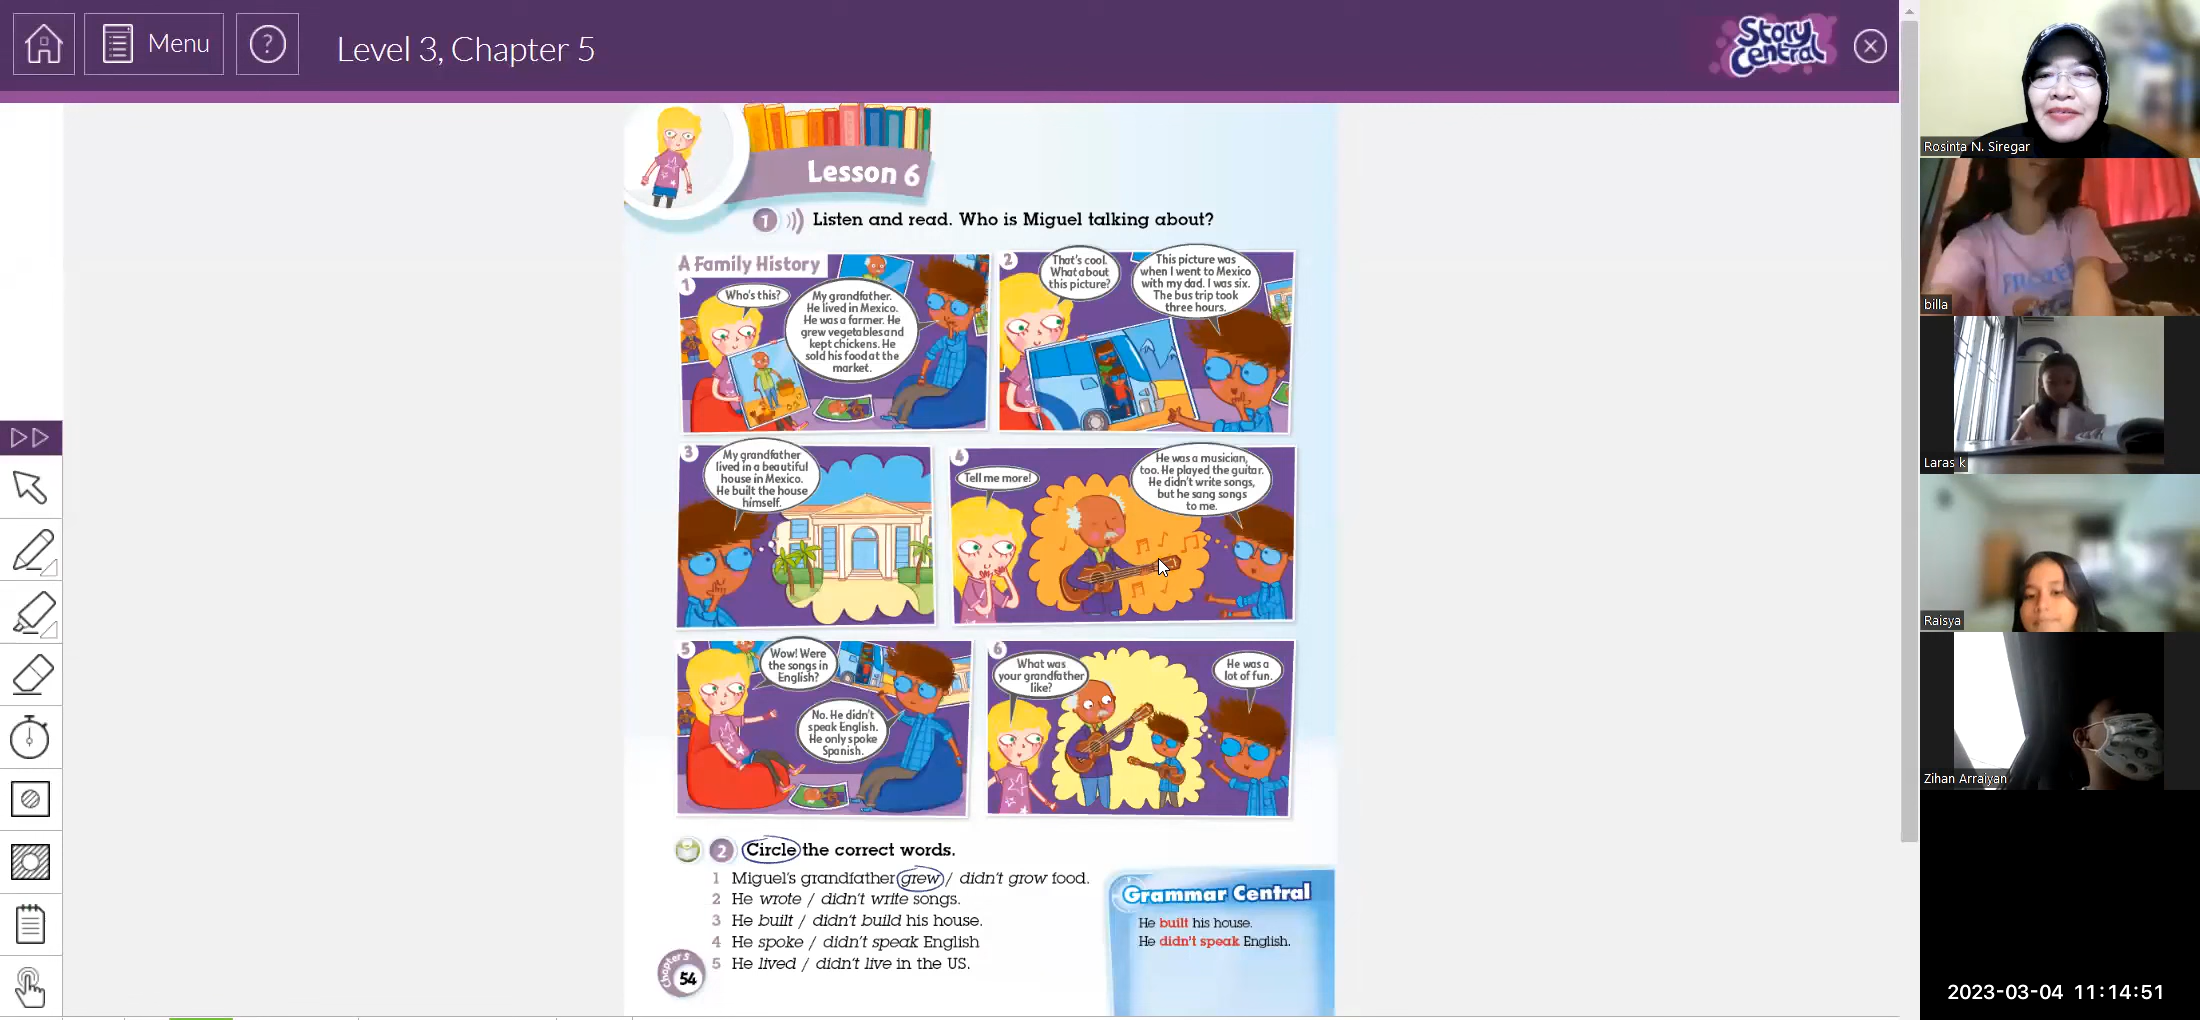 Menu
?
Level 3, Chapter 5
Story
Central
Lesson 6
1 Listen and read. Who is Miguel talking about?
A Family History
1
Who's this?
My grandfather.
He lived in Mexico.
He was a farmer. He
grew vegetables and
kept chickens. He
sold his food at the
market.
2
That's cool.
What about
this picture?
This picture was
when I went to Mexico
with my dad. I was six.
The bus trip took
three hours.
3
My grandfather
lived in a beautiful
house in Mexico.
He built the house
himself.
4
Tell me more!
He was a musician,
too. He played the guitar.
He didn't write songs,
but he sang songs
to me.
5
Wow! Were
the songs in
English?
No. He didn't
speak English.
He only spoke
Spanish.
6
What was
your grandfather
like?
He was a
lot of fun.
2 Circle the correct words.
1 Miguel's grandfather grew / didn't grow food.
2 He wrote / didn't write songs.
3 He built / didn't build his house.
4 He spoke / didn't speak English
5 He lived / didn't live in the US.
Grammar Central
He built his house.
He didn't speak English.
Chapter 5
54
Rosinta N. Siregar
billa
Laras k
Raisya
Zihan Arraiyan
2023-03-04 11:14:51